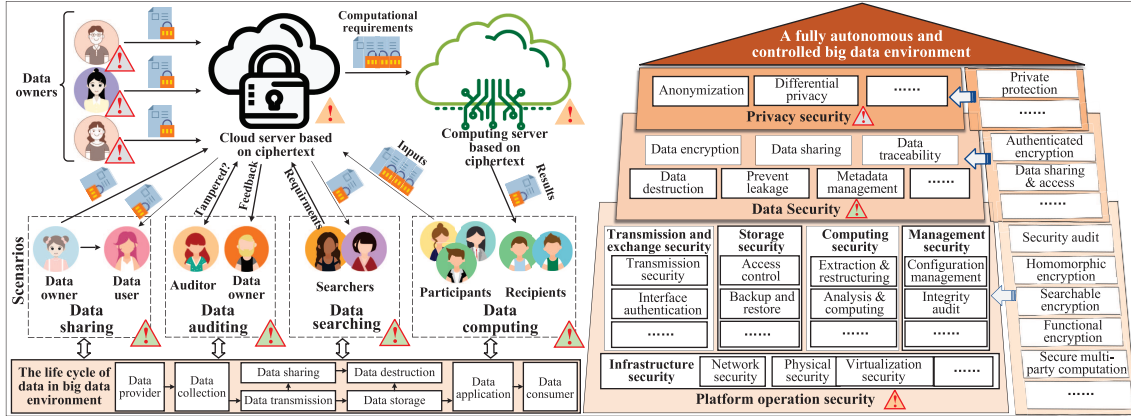 Data
owners
Computational
requirements
Cloud server based
on ciphertext
Computing server
based on
ciphertext
Tampered?
Feedback
Requirments
Inputs
Results
Scenarios
Data
owner
Data
user
Data
sharing
Auditor
Data
owner
Data
auditing
Searchers
Data
searching
Participants
Recipients
Data
computing
The life cycle of
data in big data
environment
Data
provider
Data
collection
Data sharing
Data destruction
Data transmission
Data storage
Data
application
Data
consumer
A fully autonomous and
controlled big data environment
Anonymization
Differential
privacy
......
Privacy security
Private
protection
......
Data encryption
Data sharing
Data
traceability
Data
destruction
Prevent
leakage
Metadata
management
......
Data Security
Authenticated
encryption
Data sharing
& access
......
Transmission and
exchange security
Transmission
security
Interface
authentication
......
Storage
security
Access
control
Backup and
restore
......
Computing
security
Extraction &
restructuring
Analysis &
computing
......
Management
security
Configuration
management
Integrity
audit
......
Infrastructure
security
Network
security
Physical
security
Virtualization
security
......
Platform operation security
Security audit
Homomorphic
encryption
Searchable
encryption
Functional
encryption
Secure multi-
party computation
......